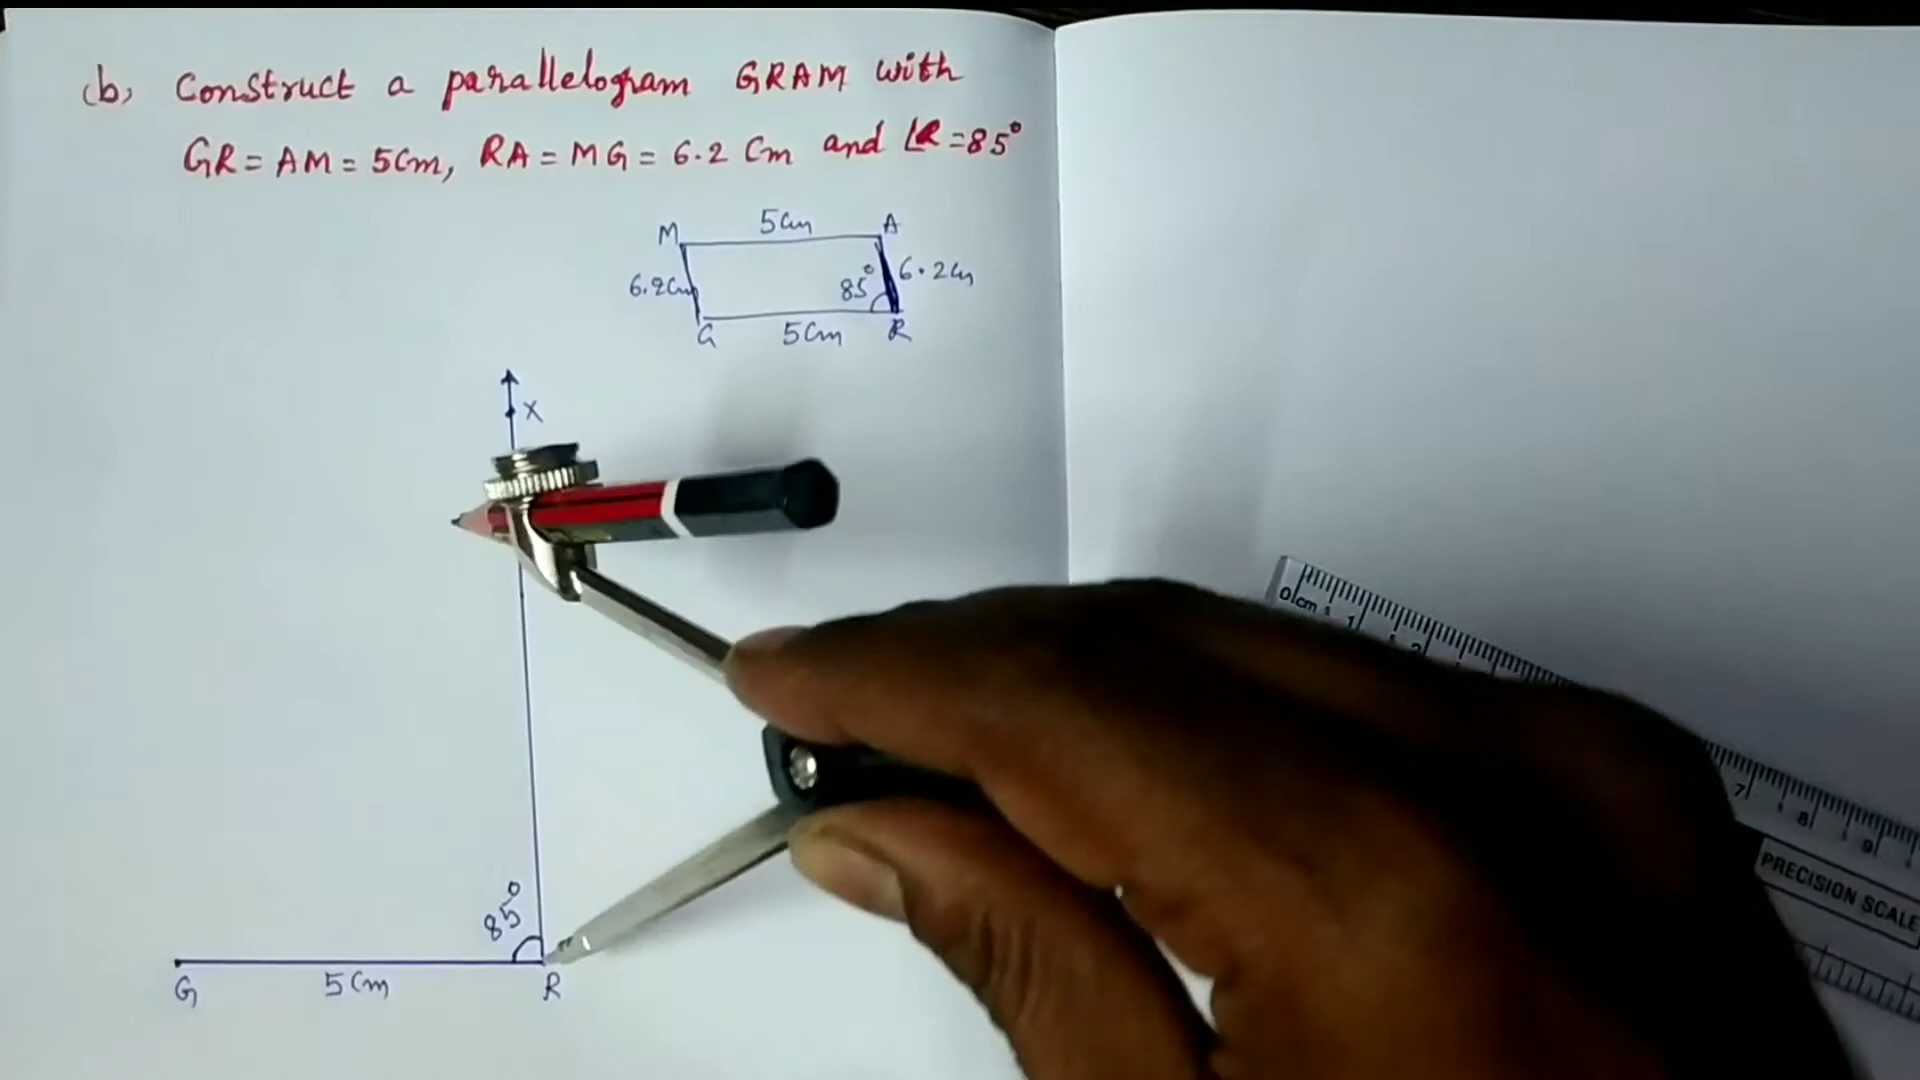 (b) Construct a parallelogram GRAM with
GR = AM = 5Cm, RA = MG = 6.2 Cm and ∠R = 85°
5Cm
M A
6.2Cm 85° 6.2Cm
G 5Cm R
X
85°
G 5Cm R
0cm 1 2 7 8 9
PRECISION SCALE